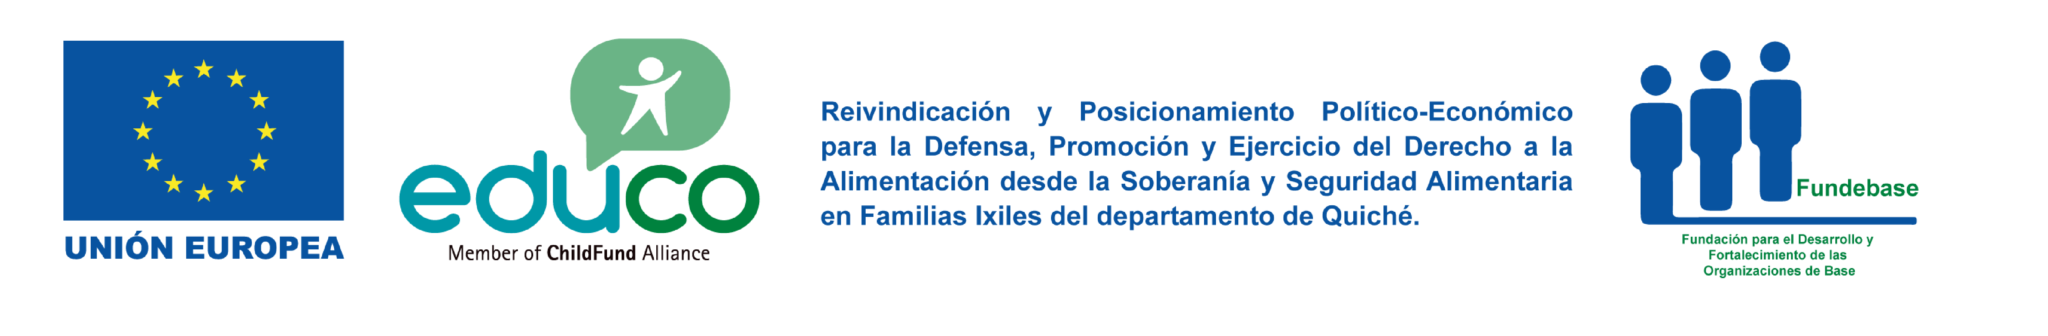 UNIÓN EUROPEA
educo
Member of ChildFund Alliance
Reivindicación y Posicionamiento Político-Económico
para la Defensa, Promoción y Ejercicio del Derecho a la
Alimentación desde la Soberanía y Seguridad Alimentaria
en Familias Ixiles del departamento de Quiché.
Fundebase
Fundación para el Desarrollo y
Fortalecimiento de las
Organizaciones de Base